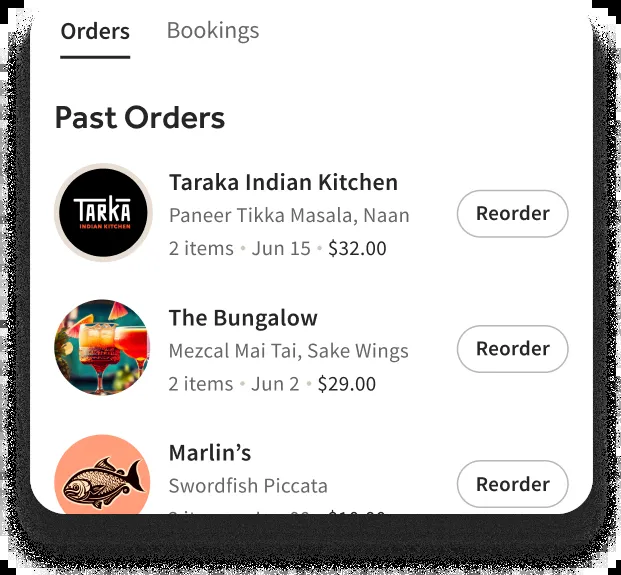 Orders
Bookings
Past Orders
TARKA
INDIAN KITCHEN
Taraka Indian Kitchen
Paneer Tikka Masala, Naan
2 items • Jun 15 • $32.00
Reorder
The Bungalow
Mezcal Mai Tai, Sake Wings
2 items • Jun 2 • $29.00
Reorder
Marlin’s
Swordfish Piccata
Reorder